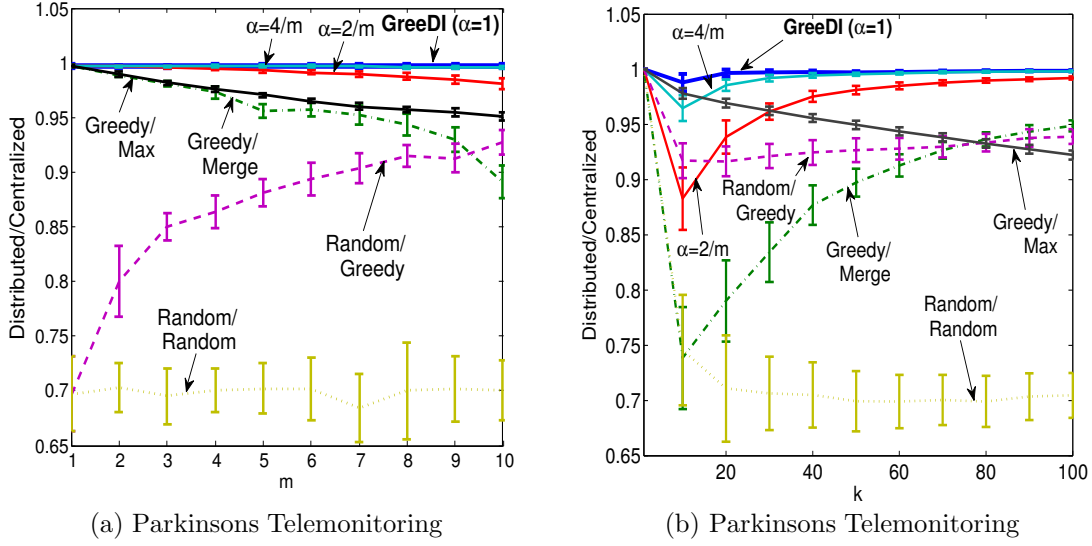 1.05
1
0.95
0.9
0.85
0.8
0.75
0.7
0.65
Distributed/Centralized
α=4/m
α=2/m
GreeDI (α=1)
Greedy/
Max
Greedy/
Merge
Random/
Greedy
Random/
Random
1 2 3 4 5 6 7 8 9 10
m
(a) Parkinsons Telemonitoring
1.05
1
0.95
0.9
0.85
0.8
0.75
0.7
0.65
Distributed/Centralized
α=4/m
GreeDI (α=1)
Random/
Greedy
α=2/m
Greedy/
Merge
Greedy/
Max
Random/
Random
20 40 60 80 100
k
(b) Parkinsons Telemonitoring